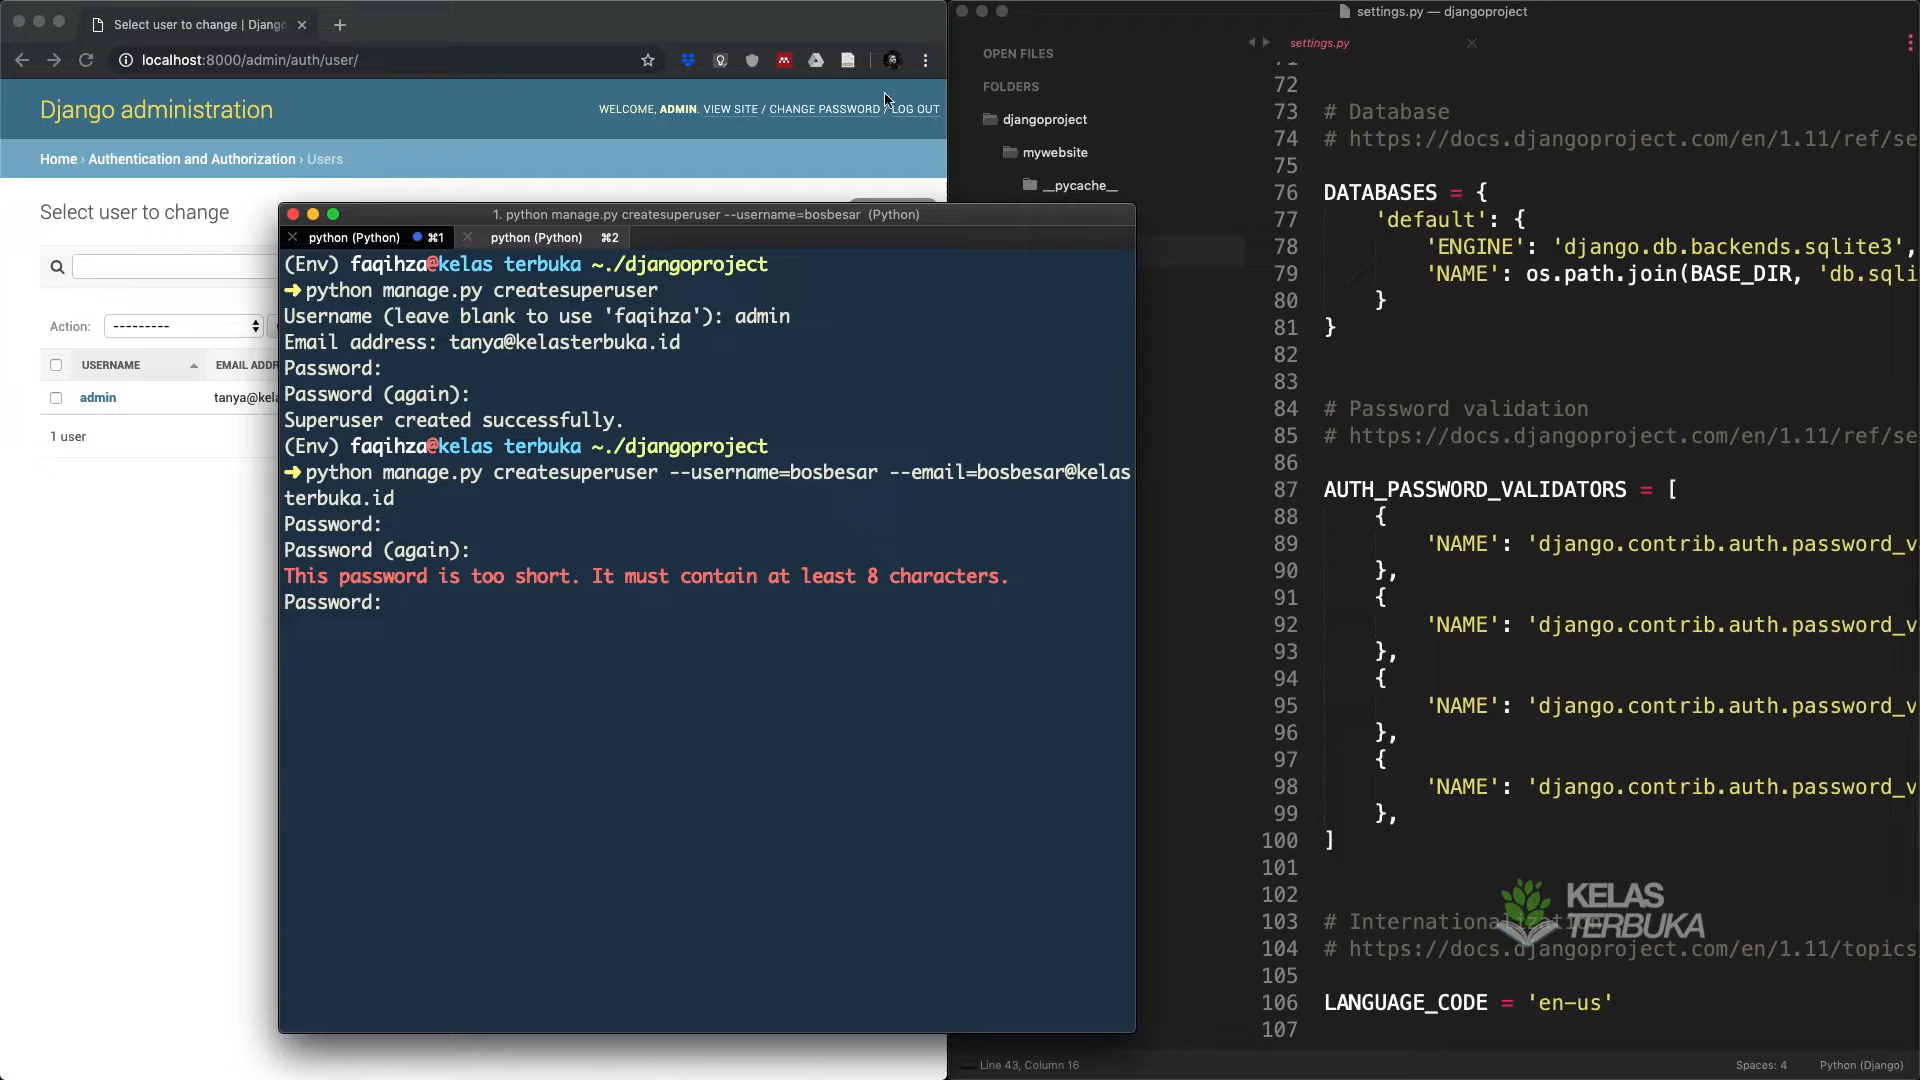 Select user to change | Django
localhost:8000/admin/auth/user/
Django administration
WELCOME, ADMIN. VIEW SITE / CHANGE PASSWORD / LOG OUT
Home › Authentication and Authorization › Users
Select user to change
Action: ---------
USERNAME EMAIL ADDR
admin tanya@kela
1 user
1. python manage.py createsuperuser --username=bosbesar (Python)
python (Python) ⌘1 python (Python) ⌘2
(Env) faqihza@kelas terbuka ~./djangoproject
➜ python manage.py createsuperuser
Username (leave blank to use 'faqihza'): admin
Email address: tanya@kelasterbuka.id
Password:
Password (again):
Superuser created successfully.
(Env) faqihza@kelas terbuka ~./djangoproject
➜ python manage.py createsuperuser --username=bosbesar --email=bosbesar@kelas
terbuka.id
Password:
Password (again):
This password is too short. It must contain at least 8 characters.
Password:
settings.py — djangoproject
OPEN FILES
FOLDERS
djangoproject
mywebsite
__pycache__
settings.py
72
73 # Database
74 # https://docs.djangoproject.com/en/1.11/ref/se
75
76 DATABASES = {
77 'default': {
78 'ENGINE': 'django.db.backends.sqlite3',
79 'NAME': os.path.join(BASE_DIR, 'db.sqli
80 }
81 }
82
83
84 # Password validation
85 # https://docs.djangoproject.com/en/1.11/ref/se
86
87 AUTH_PASSWORD_VALIDATORS = [
88 {
89 'NAME': 'django.contrib.auth.password_v
90 },
91 {
92 'NAME': 'django.contrib.auth.password_v
93 },
94 {
95 'NAME': 'django.contrib.auth.password_v
96 },
97 {
98 'NAME': 'django.contrib.auth.password_v
99 },
100 ]
101
102
103 # Internationalization
104 # https://docs.djangoproject.com/en/1.11/topics
105
106 LANGUAGE_CODE = 'en-us'
107
KELAS
TERBUKA
Line 43, Column 16
Spaces: 4 Python (Django)